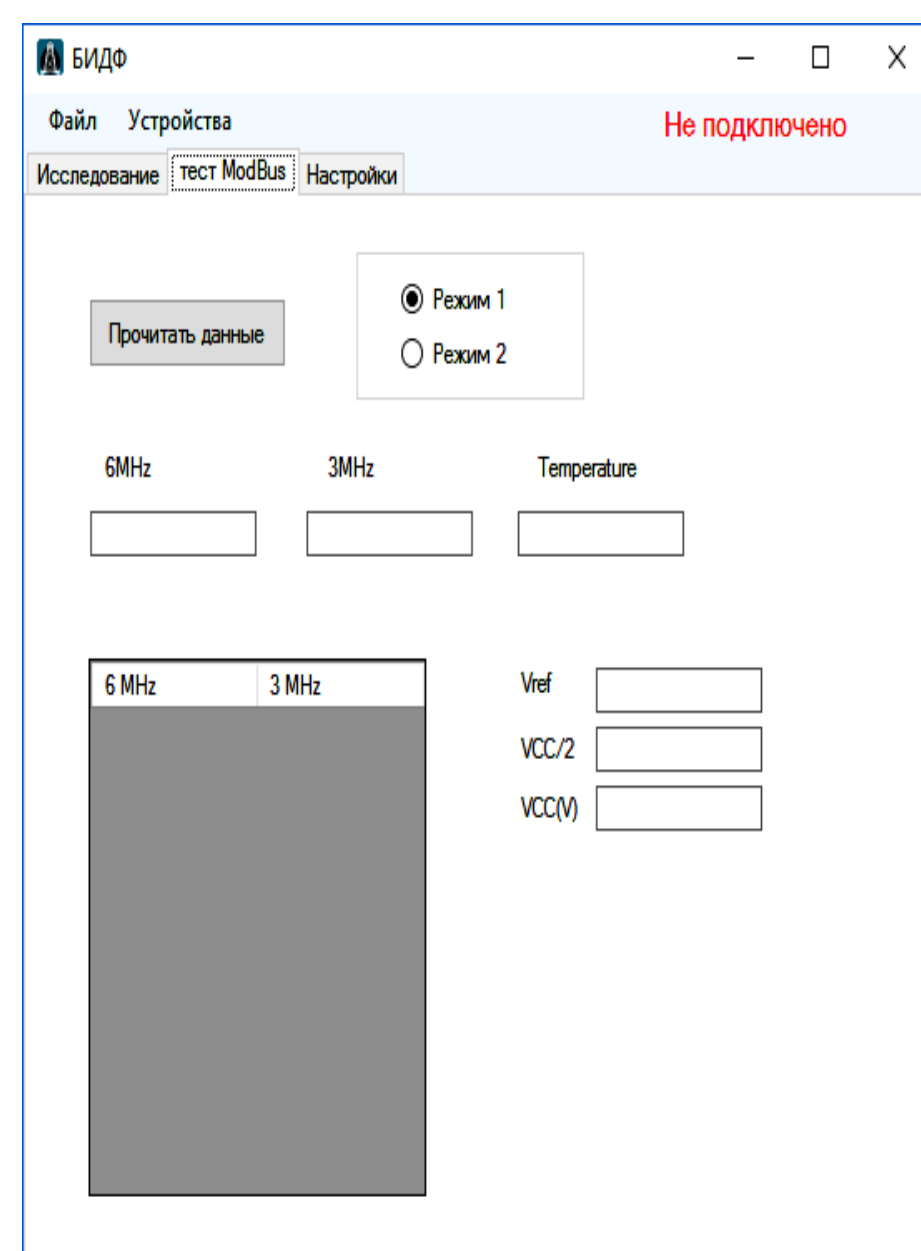 БИДФ
Файл Устройства Не подключено
Исследование тест ModBus Настройки
Режим 1
Прочитать данные
Режим 2
6MHz 3MHz Temperature
6 MHz 3 MHz
Vref
VCC/2
VCC(V)